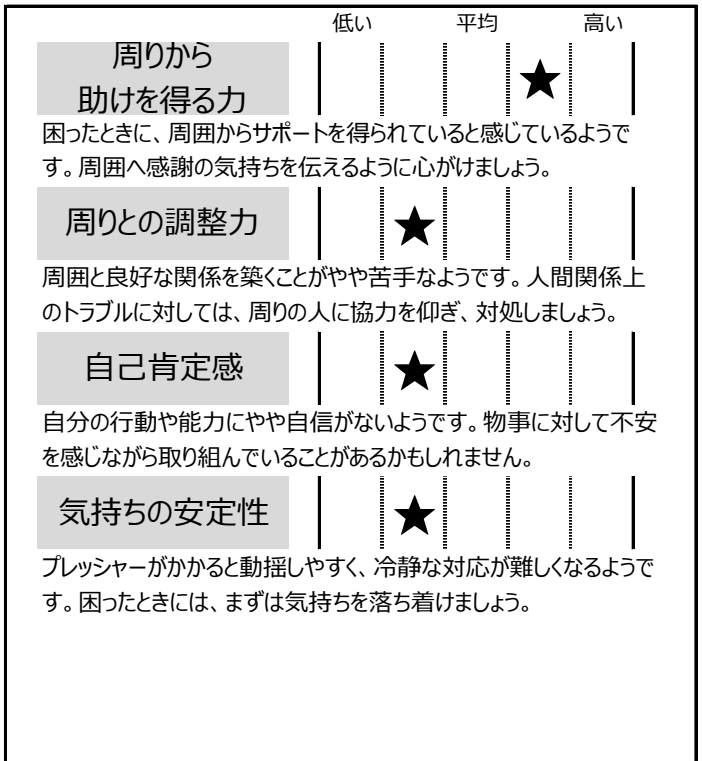 低い 平均 高い
周りから
助けを得る力
困ったときに、周囲からサポートを得られていると感じているようで
す。周囲へ感謝の気持ちを伝えるように心がけましょう。
周りとの調整力
周囲と良好な関係を築くことがやや苦手なようです。人間関係上
のトラブルに対しては、周りの人に協力を仰ぎ、対処しましょう。
自己肯定感
自分の行動や能力にやや自信がないようです。物事に対して不安
を感じながら取り組んでいることがあるかもしれません。
気持ちの安定性
プレッシャーがかかると動揺しやすく、冷静な対応が難しくなるようで
す。困ったときには、まずは気持ちを落ち着けましょう。